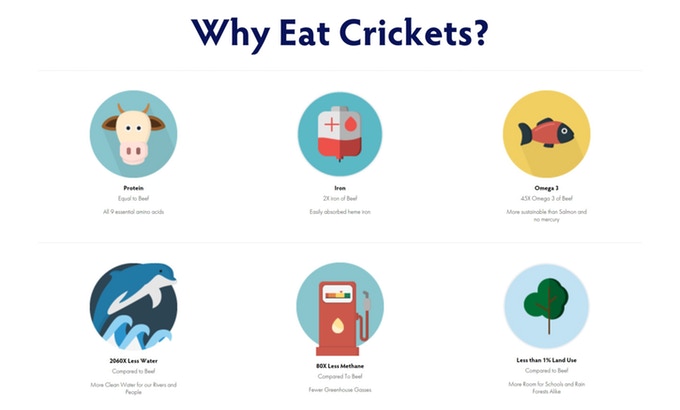 Why Eat Crickets?
Protein
Equal to Beef
All 9 essential amino acids
Iron
2X Iron of Beef
Easily absorbed heme iron
Omega 3
45X Omega 3 of Beef
More sustainable than Salmon and
no mercury
2060X Less Water
Compared to Beef
More Clean Water for our Rivers and
People
80X Less Methane
Compared To Beef
Fewer Greenhouse Gasses
Less than 1% Land Use
Compared to Beef
More Room for Schools and Rain
Forests Alike